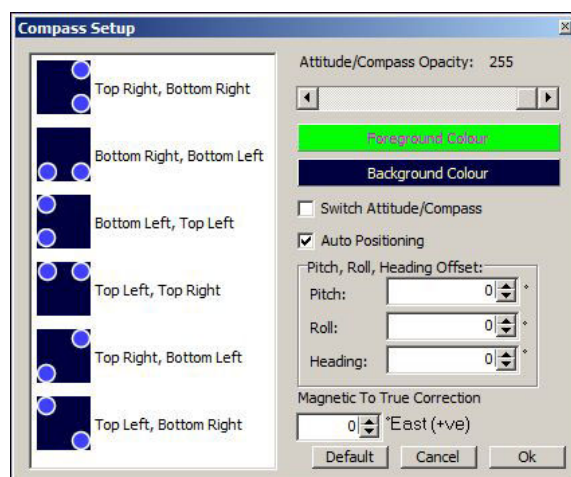 Compass Setup
Top Right, Bottom Right
Bottom Right, Bottom Left
Bottom Left, Top Left
Top Left, Top Right
Top Right, Bottom Left
Top Left, Bottom Right
Attitude/Compass Opacity: 255
Foreground Colour
Background Colour
Switch Attitude/Compass
Auto Positioning
Pitch, Roll, Heading Offset:
Pitch: 0 °
Roll: 0 °
Heading: 0 °
Magnetic To True Correction
0 °East (+ve)
Default Cancel Ok